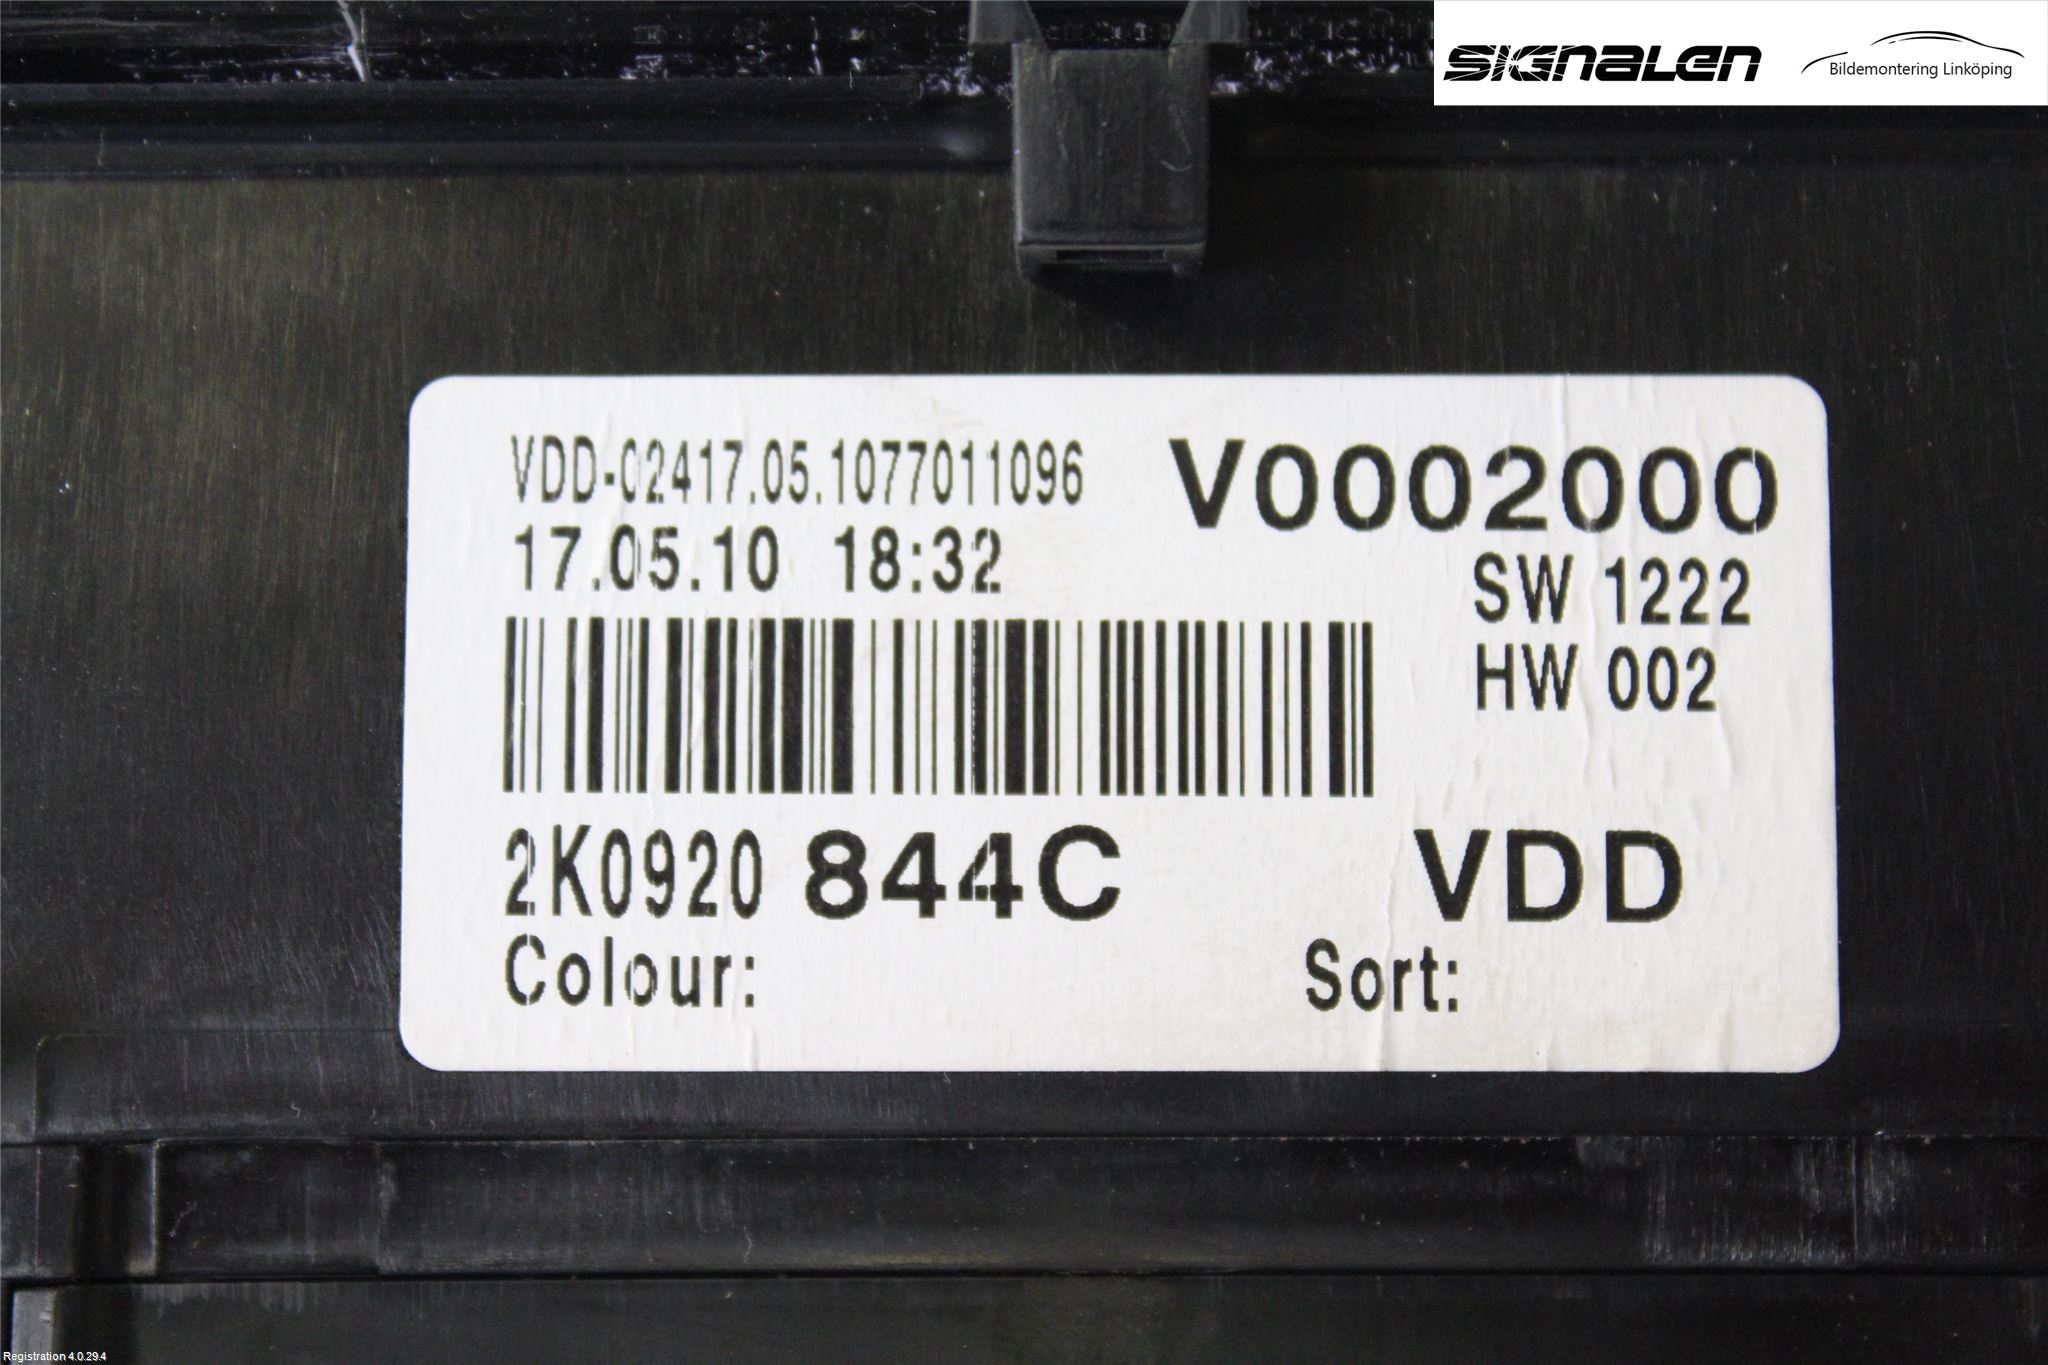 SIGNALEN
Bildemontering Linköping
VDD-02417.05.1077011096
17.05.10 18:32
V0002000
SW 1222
HW 002
2K0920 844C
VDD
Colour:
Sort:
Registration 4.0.29.4